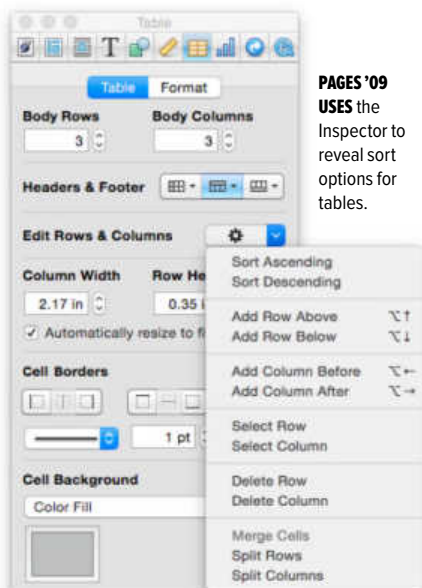 Table
Table Format
Body Rows Body Columns
3 3
Headers & Footer
Edit Rows & Columns
Column Width Row He
2.17 in 0.35 i
Automatically resize to fi
Cell Borders
1 pt
Cell Background
Color Fill
Sort Ascending
Sort Descending
Add Row Above ⌥↑
Add Row Below ⌥↓
Add Column Before ⌥←
Add Column After ⌥→
Select Row
Select Column
Delete Row
Delete Column
Merge Cells
Split Rows
Split Columns
PAGES ’09
USES the
Inspector to
reveal sort
options for
tables.